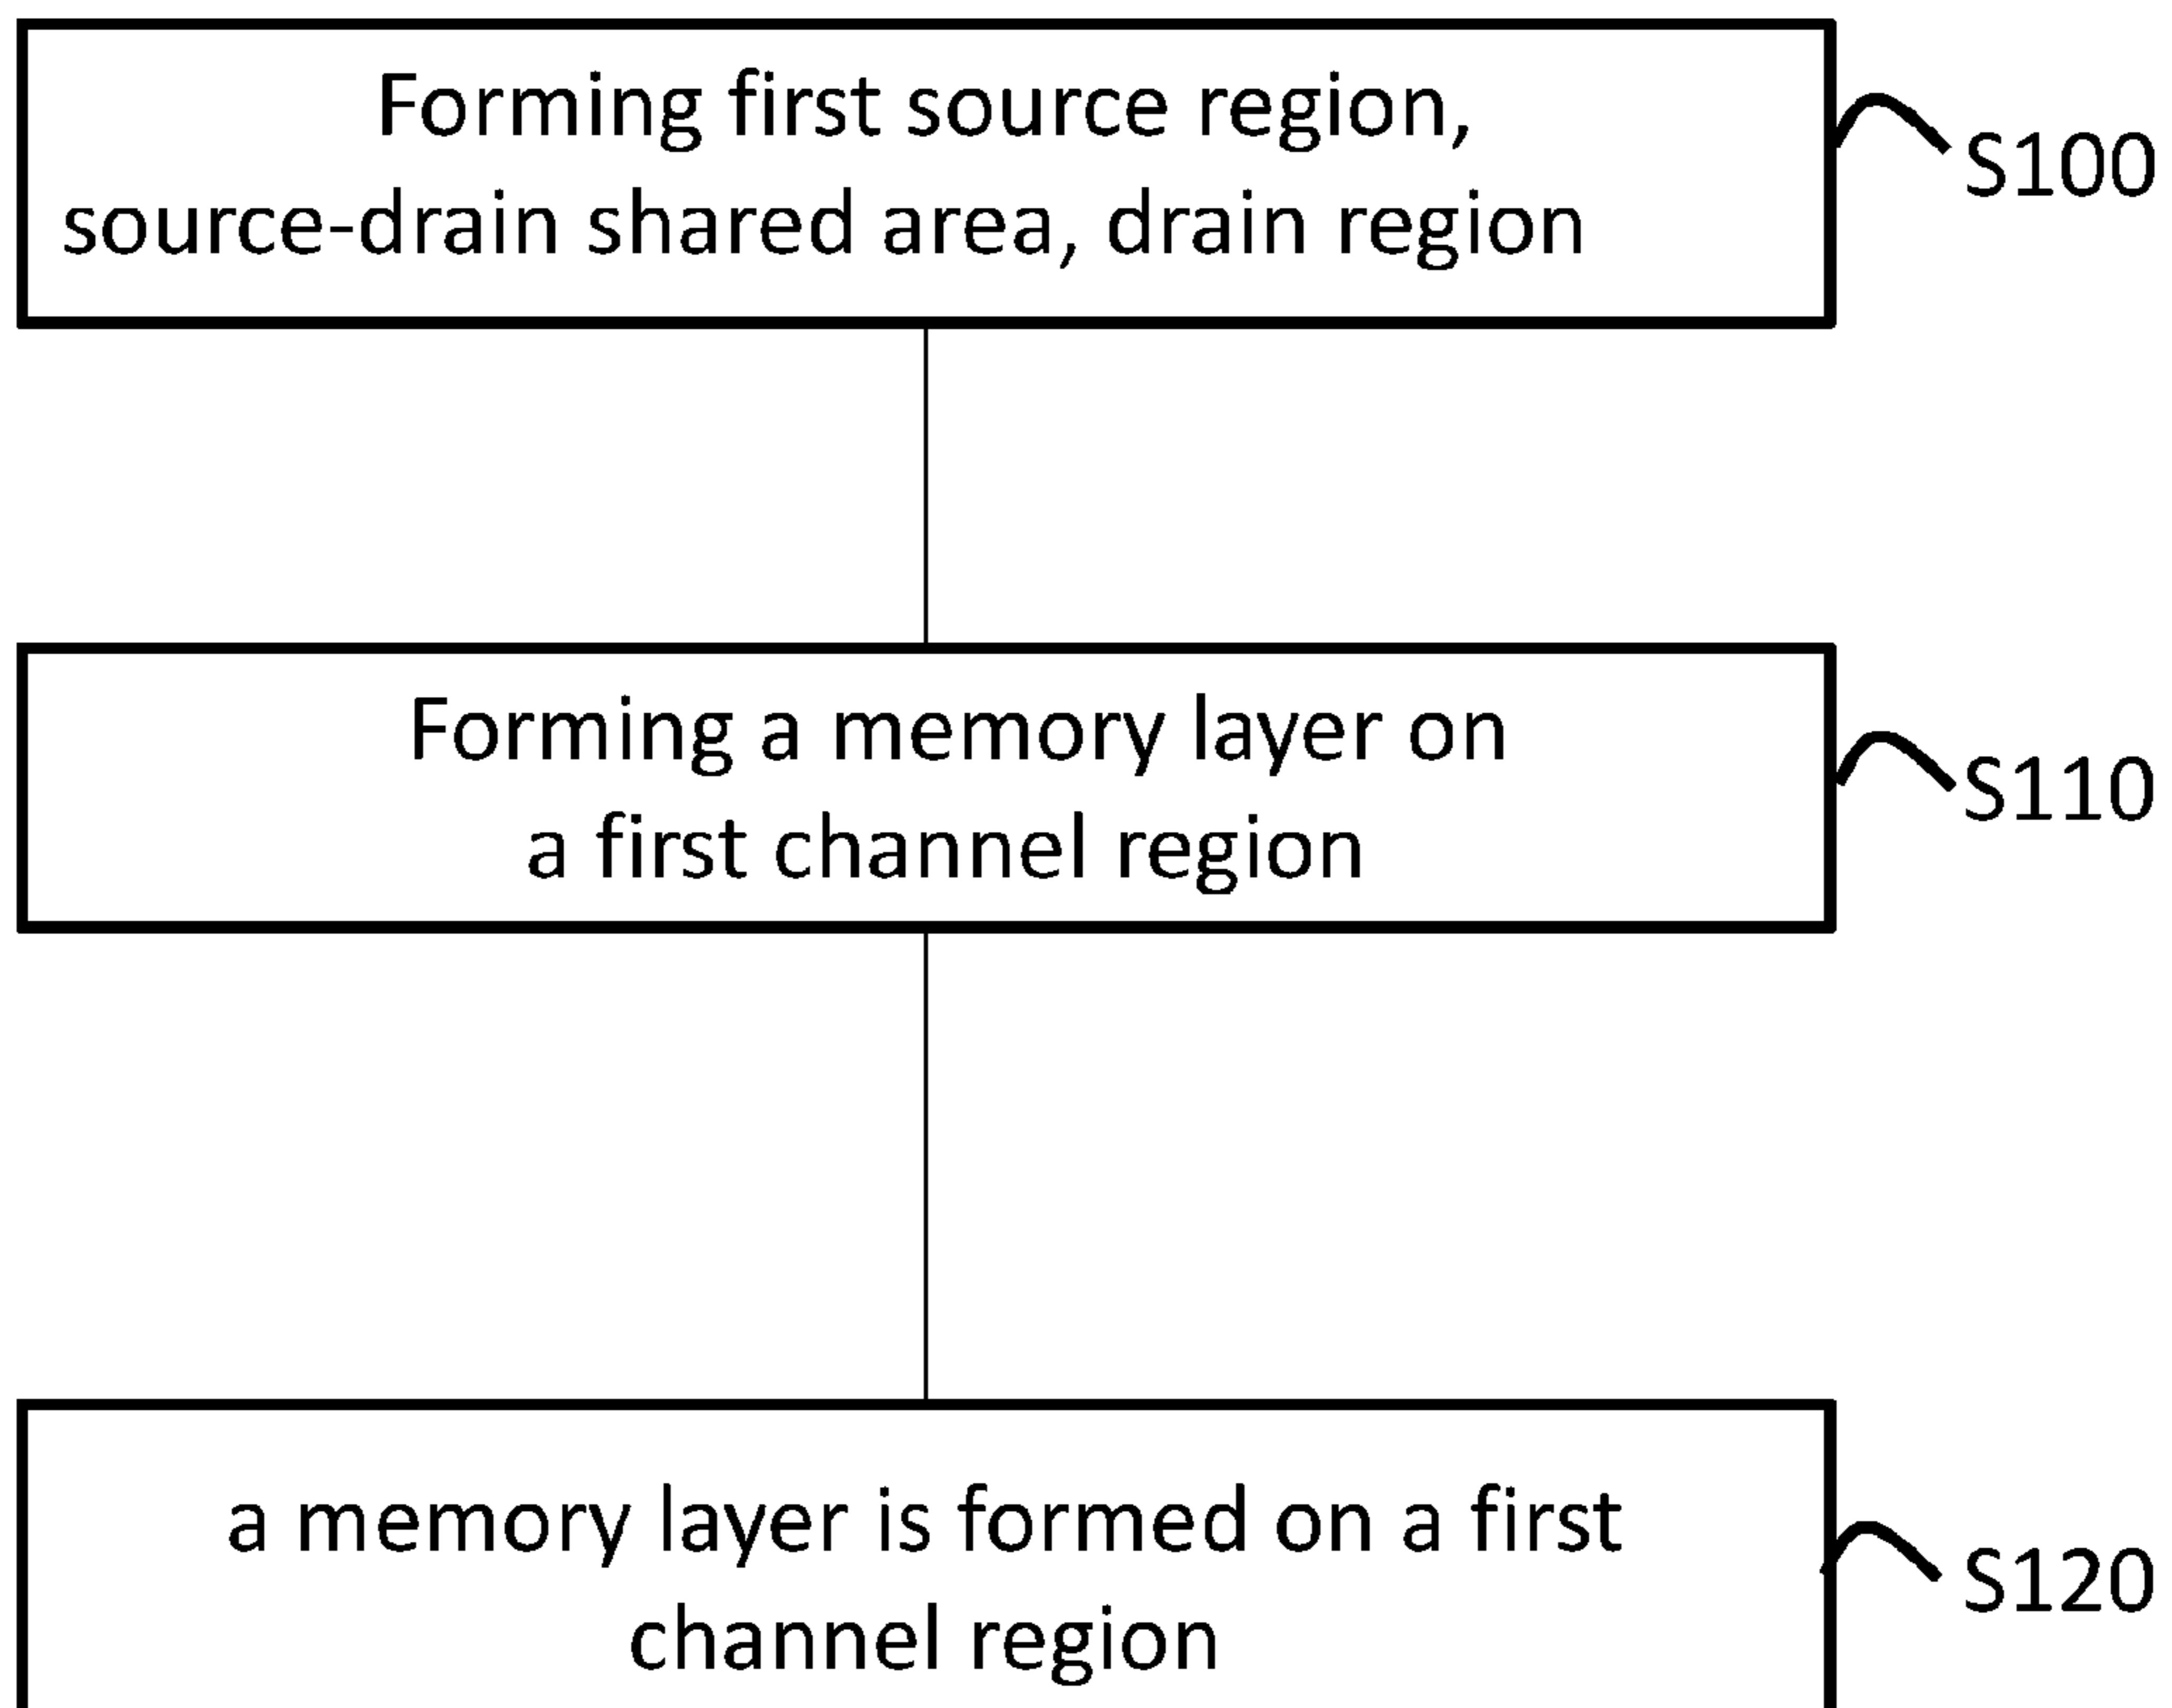 Forming first source region,
source-drain shared area, drain region
S100
Forming a memory layer on
a first channel region
S110
a memory layer is formed on a first
channel region
S120